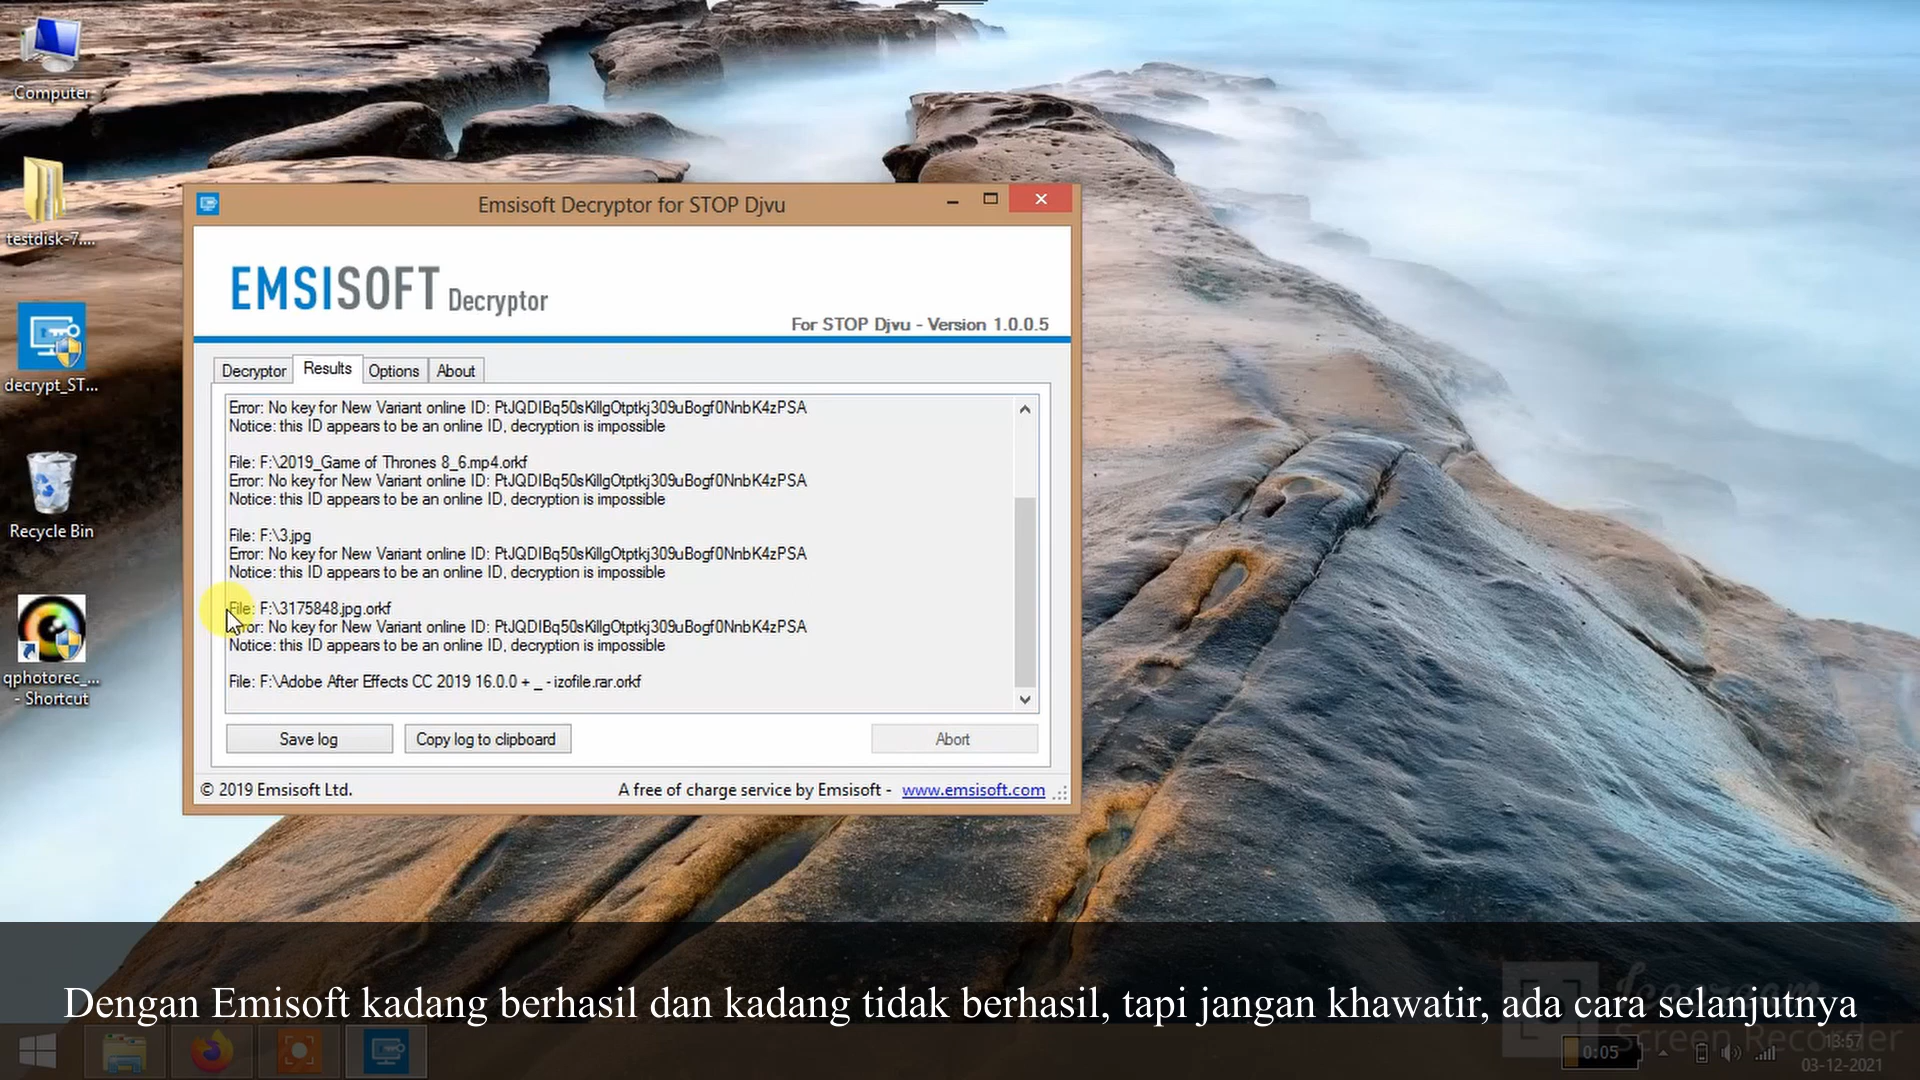 Computer
testdisk-7....
decrypt_ST...
Recycle Bin
qphotorec_...
- Shortcut
Emsisoft Decryptor for STOP Djvu
EMSISOFT Decryptor
For STOP Djvu - Version 1.0.0.5
Decryptor Results Options About
Error: No key for New Variant online ID: PtJQDIBq50sKillgOtptkj309uBogf0NnbK4zPSA
Notice: this ID appears to be an online ID, decryption is impossible
File: F:\2019_Game of Thrones 8_6.mp4.orkf
Error: No key for New Variant online ID: PtJQDIBq50sKillgOtptkj309uBogf0NnbK4zPSA
Notice: this ID appears to be an online ID, decryption is impossible
File: F:\3.jpg
Error: No key for New Variant online ID: PtJQDIBq50sKillgOtptkj309uBogf0NnbK4zPSA
Notice: this ID appears to be an online ID, decryption is impossible
File: F:\3175848.jpg.orkf
Error: No key for New Variant online ID: PtJQDIBq50sKillgOtptkj309uBogf0NnbK4zPSA
Notice: this ID appears to be an online ID, decryption is impossible
File: F:\Adobe After Effects CC 2019 16.0.0 + _ - izofile.rar.orkf
Save log Copy log to clipboard Abort
© 2019 Emsisoft Ltd. A free of charge service by Emsisoft - www.emsisoft.com
Dengan Emisoft kadang berhasil dan kadang tidak berhasil, tapi jangan khawatir, ada cara selanjutnya
Screen Recorder
0:05
13:57
03-12-2021